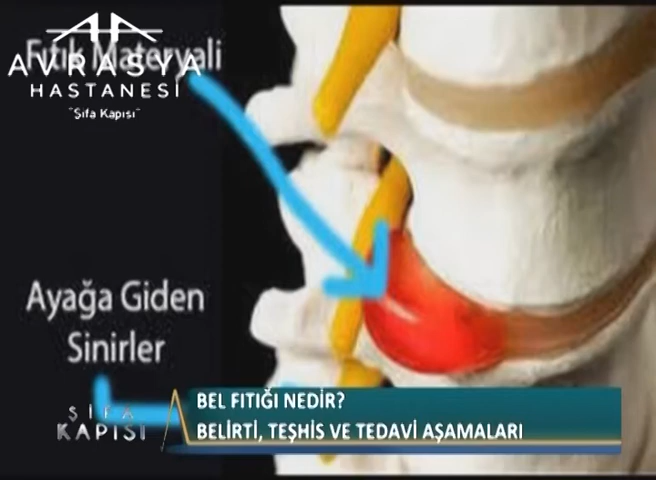 Fıtık Materyali
AVRASYA
HASTANESİ
"Şifa Kapısı"
Ayağa Giden
Sinirler
ŞİFA
KAPISI
BEL FITIĞI NEDİR?
BELİRTİ, TEŞHİS VE TEDAVİ AŞAMALARI